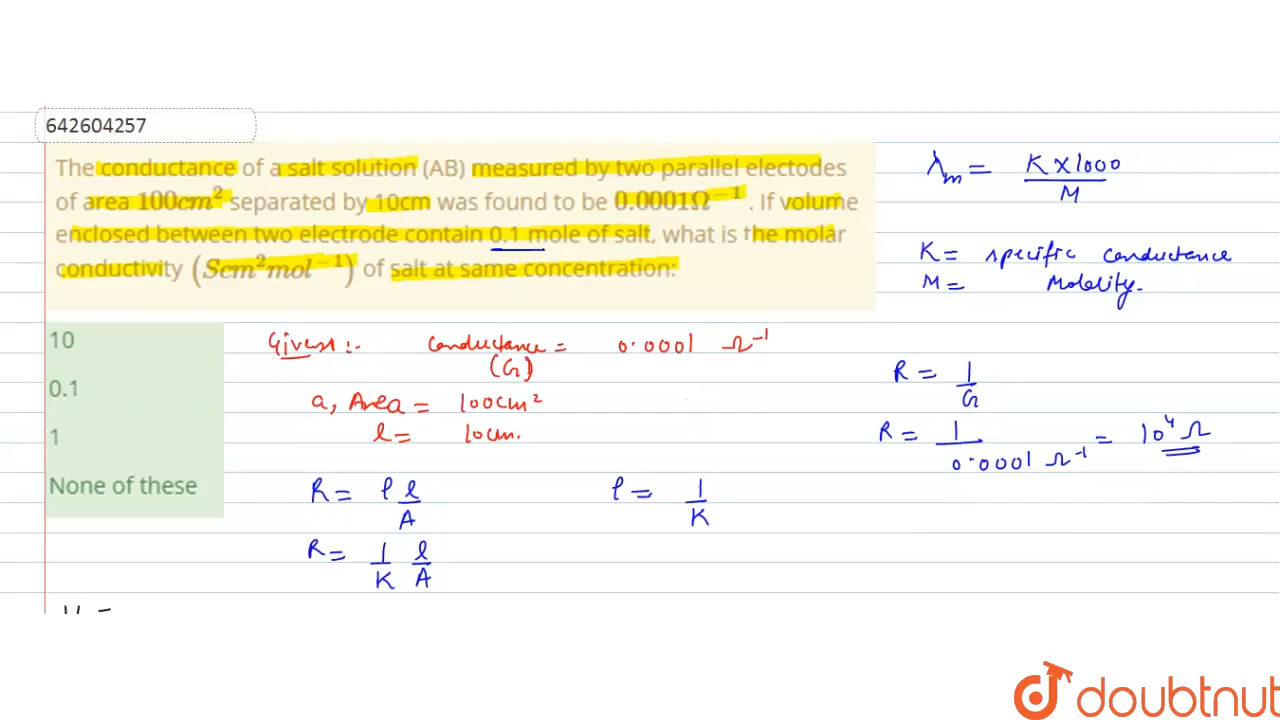 642604257
The conductance of a salt solution (AB) measured by two parallel electodes
of area 100cm² separated by 10cm was found to be 0.0001Ω⁻¹ . If volume
enclosed between two electrode contain 0.1 mole of salt, what is the molar
conductivity (Scm²mol⁻¹) of salt at same concentration:
λm = K×1000 / M
K = specific conductance
M = Molality.
10
0.1
1
None of these
Given :- Conductance = 0.0001 Ω⁻¹
(G)
a, Area = 100cm²
l = 10cm.
R = 1/G
R = 1 / 0.0001 Ω⁻¹ = 10⁴ Ω
R = ρ l/A
ρ = 1/K
R = 1/K l/A
doubtnut